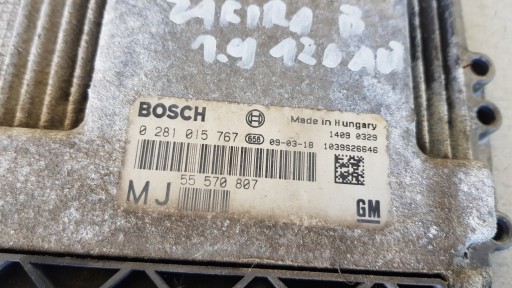 ZAFIRA B
1.9 120
BOSCH
Made in Hungary
0 281 015 767 656 09-03-18
1409 0329
1039S26646
55 570 807
MJ
GM